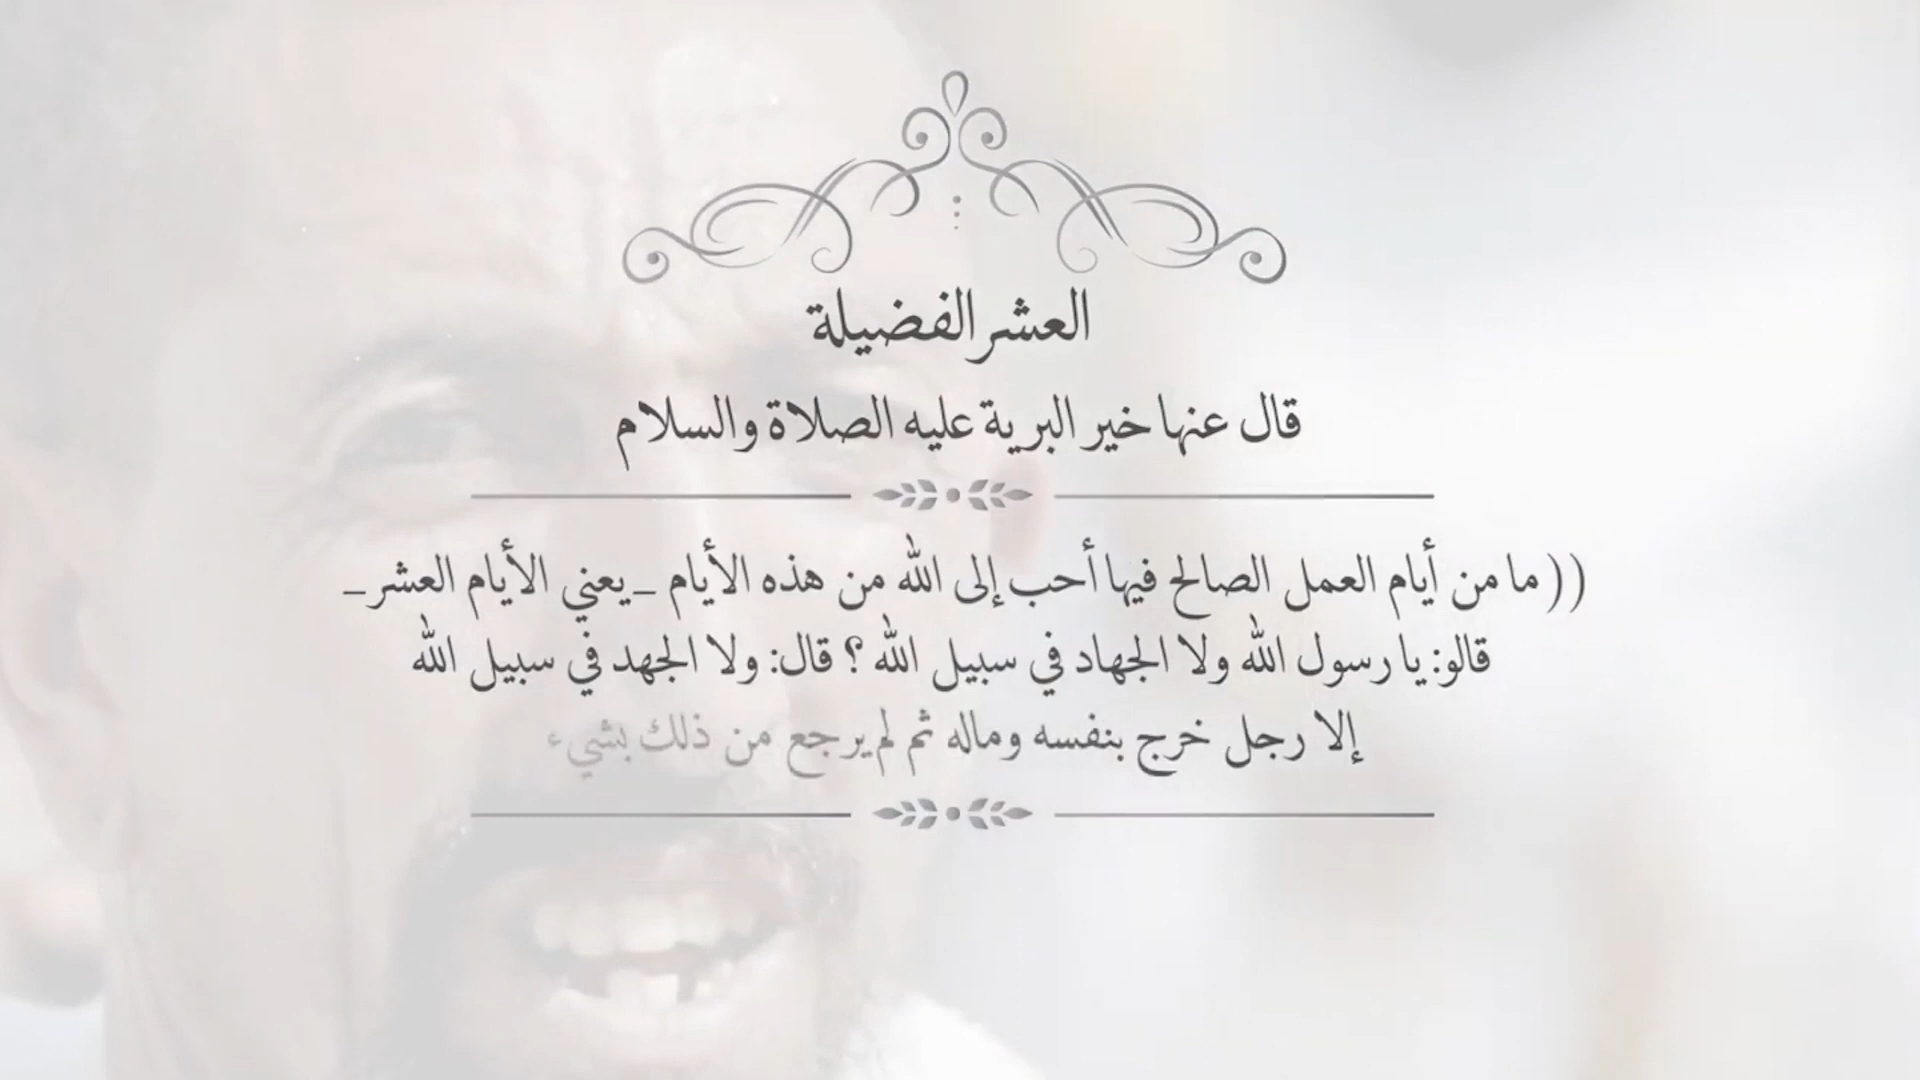 العشر الفضيلة
قال عنها خير البرية عليه الصلاة والسلام
(( ما من أيام العمل الصالح فيها أحب إلى الله من هذه الأيام _يعني الأيام العشر_
قالو: يا رسول الله ولا الجهاد في سبيل الله ؟ قال: ولا الجهد في سبيل الله
إلا رجل خرج بنفسه وماله ثم لم يرجع من ذلك بشيء